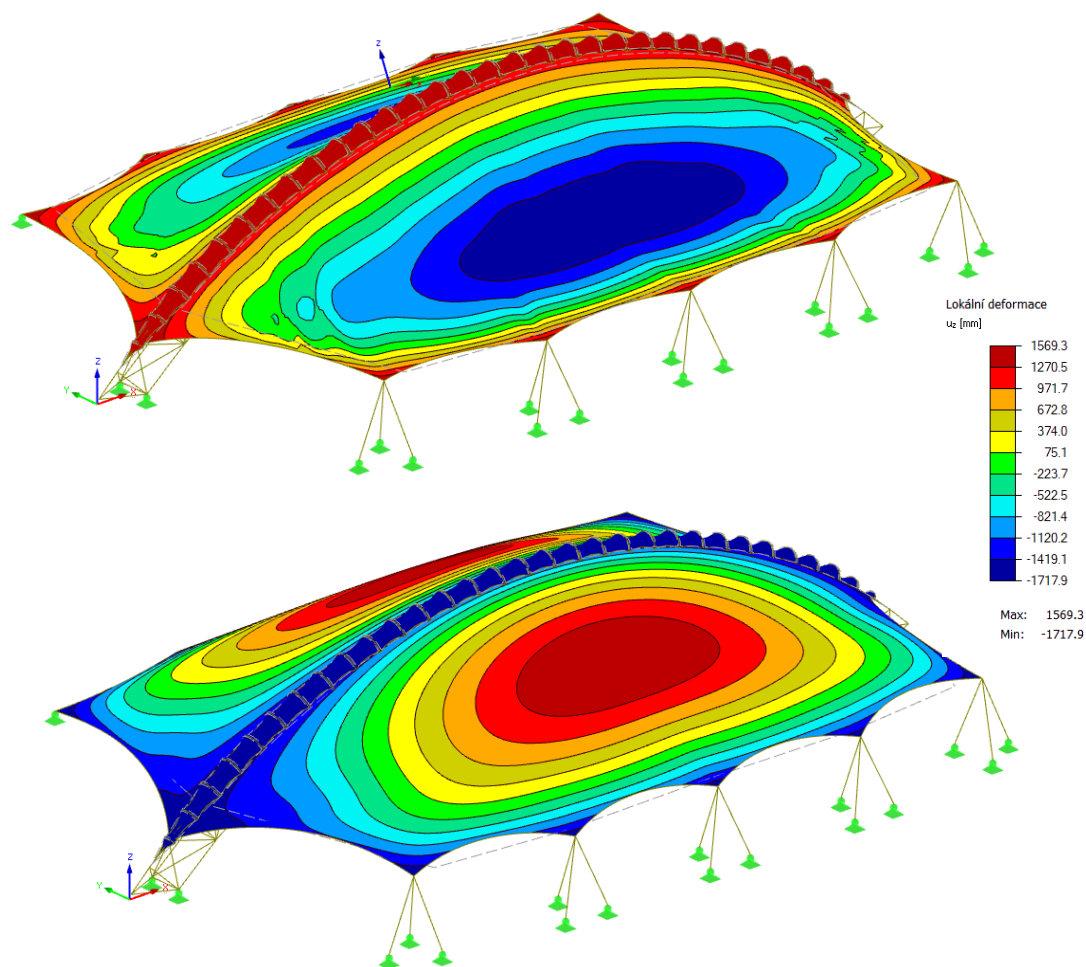 z
Z
Y
X
Lokální deformace
uz [mm]
1569.3
1270.5
971.7
672.8
374.0
75.1
-223.7
-522.5
-821.4
-1120.2
-1419.1
-1717.9
Max: 1569.3
Min: -1717.9
Z
Y
X